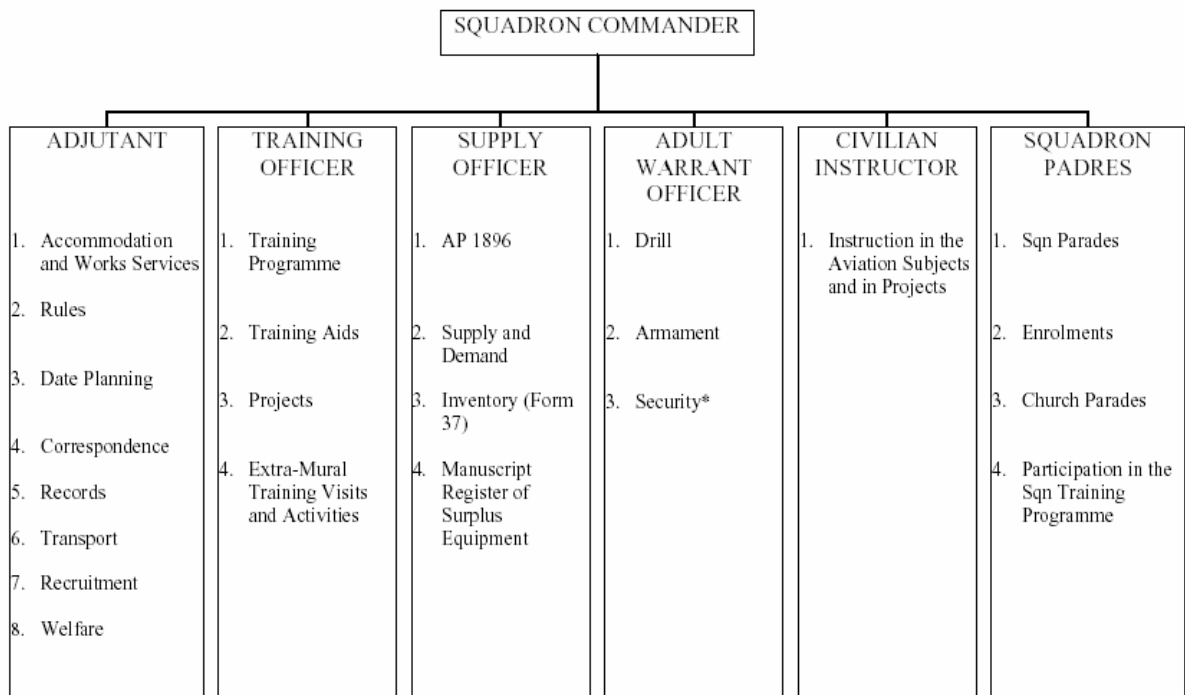 SQUADRON COMMANDER
ADJUTANT
1. Accommodation
and Works Services
2. Rules
3. Date Planning
4. Correspondence
5. Records
6. Transport
7. Recruitment
8. Welfare
TRAINING
OFFICER
1. Training
Programme
2. Training Aids
3. Projects
4. Extra-Mural
Training Visits
and Activities
SUPPLY
OFFICER
1. AP 1896
2. Supply and
Demand
3. Inventory (Form
37)
4. Manuscript
Register of
Surplus
Equipment
ADULT
WARRANT
OFFICER
1. Drill
2. Armament
3. Security*
CIVILIAN
INSTRUCTOR
1. Instruction in the
Aviation Subjects
and in Projects
SQUADRON
PADRES
1. Sqn Parades
2. Enrolments
3. Church Parades
4. Participation in the
Sqn Training
Programme